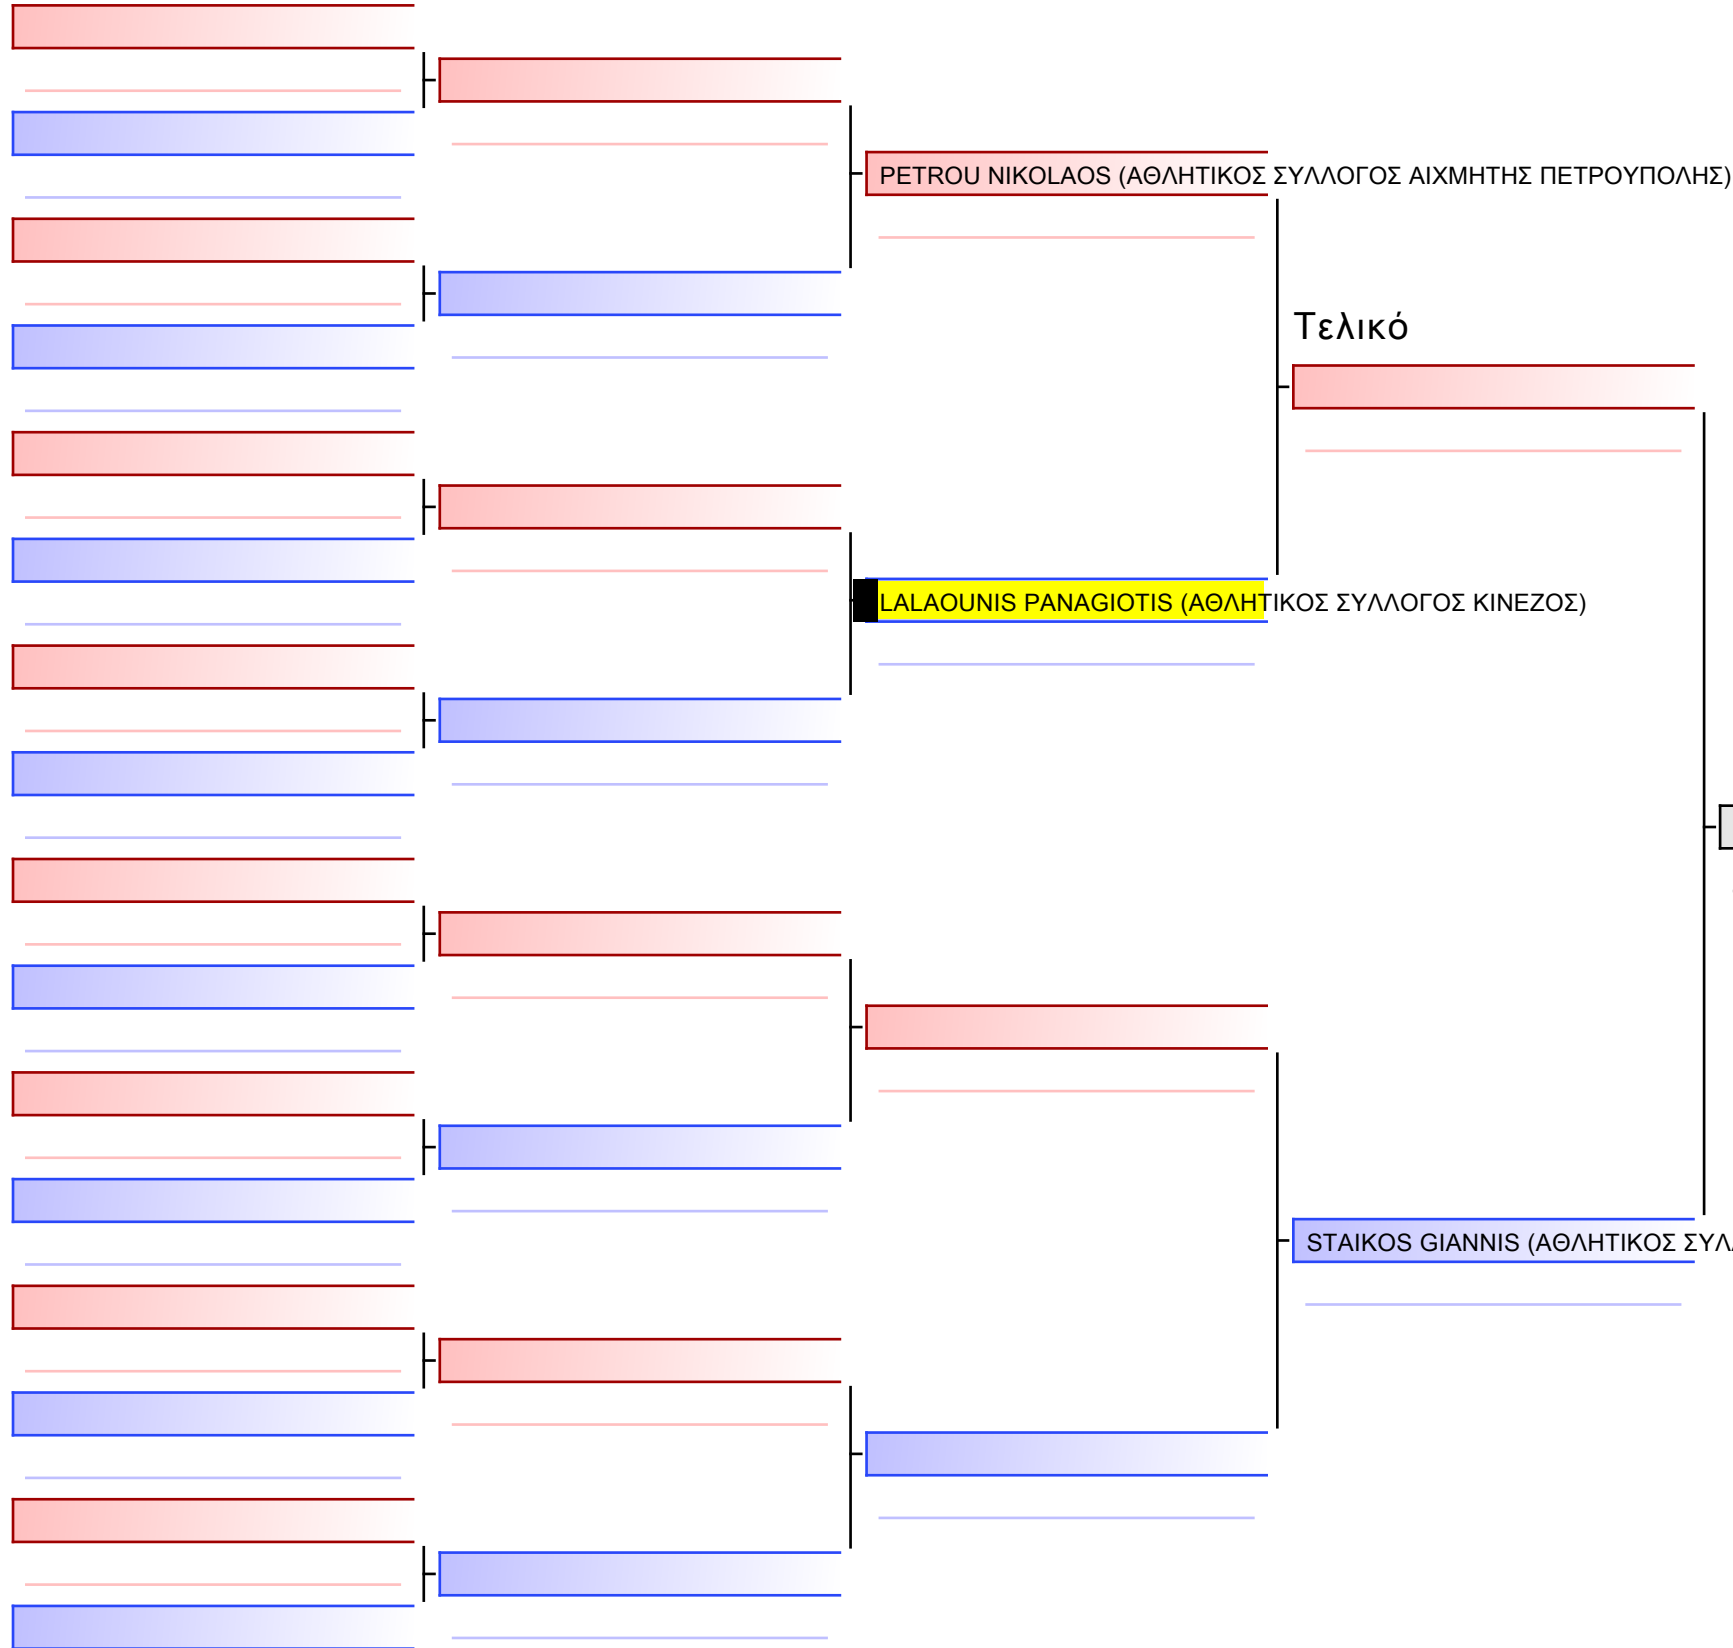 PETROU NIKOLAOS (ΑΘΛΗΤΙΚΟΣ ΣΥΛΛΟΓΟΣ ΑΙΧΜΗΤΗΣ ΠΕΤΡΟΥΠΟΛΗΣ)
Τελικό
LALAOUNIS PANAGIOTIS (ΑΘΛΗΤΙΚΟΣ ΣΥΛΛΟΓΟΣ ΚΙΝΕΖΟΣ)
STAIKOS GIANNIS (ΑΘΛΗΤΙΚΟΣ